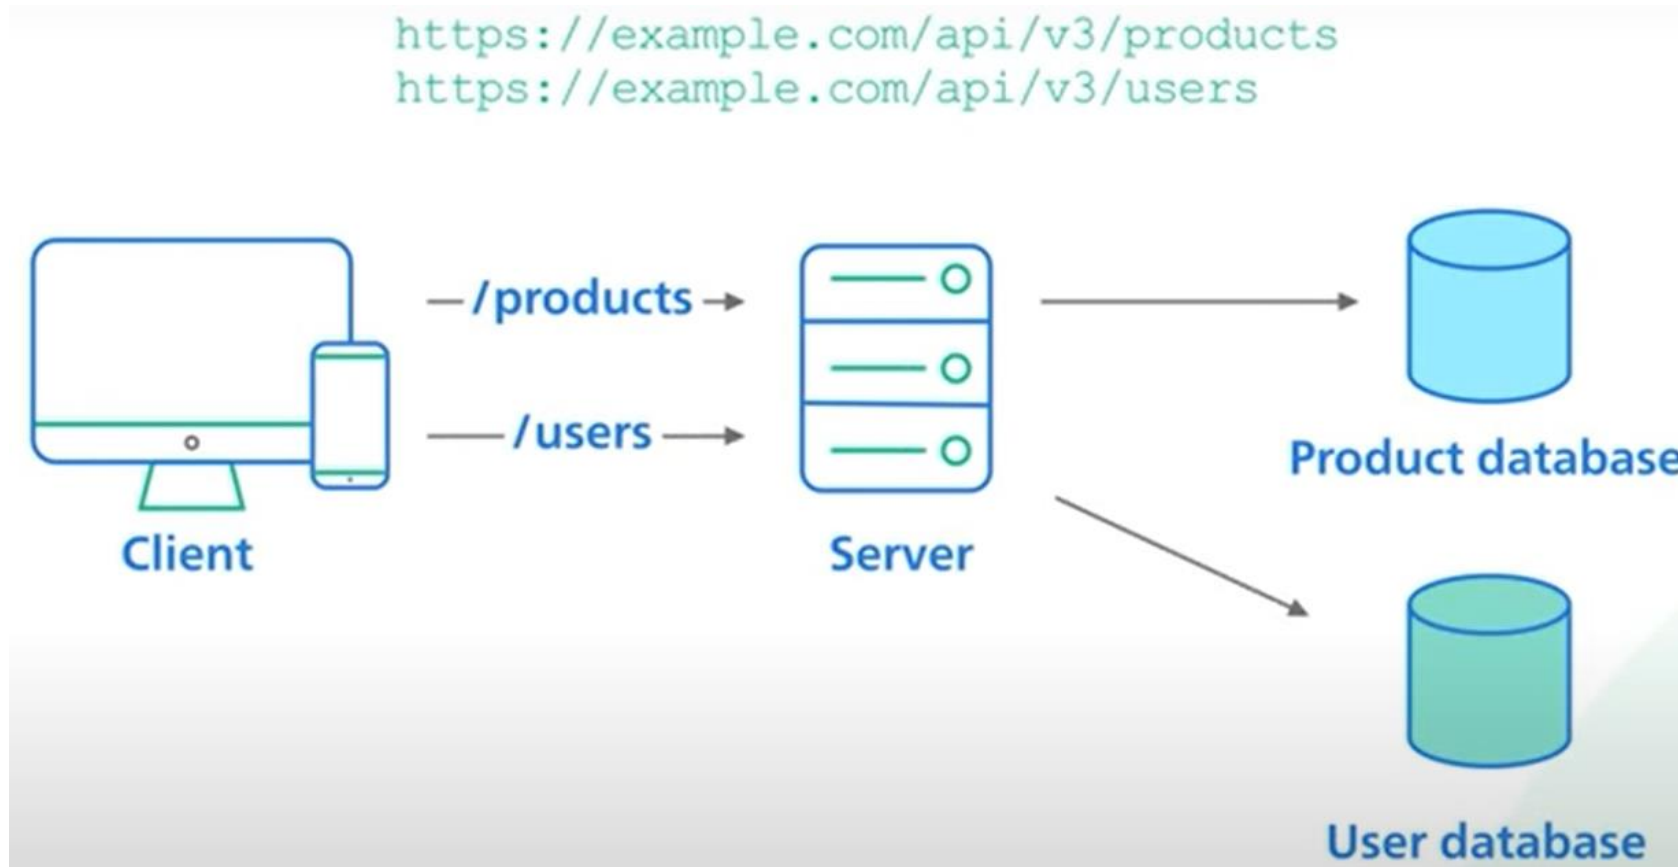 https://example.com/api/v3/products
https://example.com/api/v3/users
/products
/users
Client
Server
Product database
User database